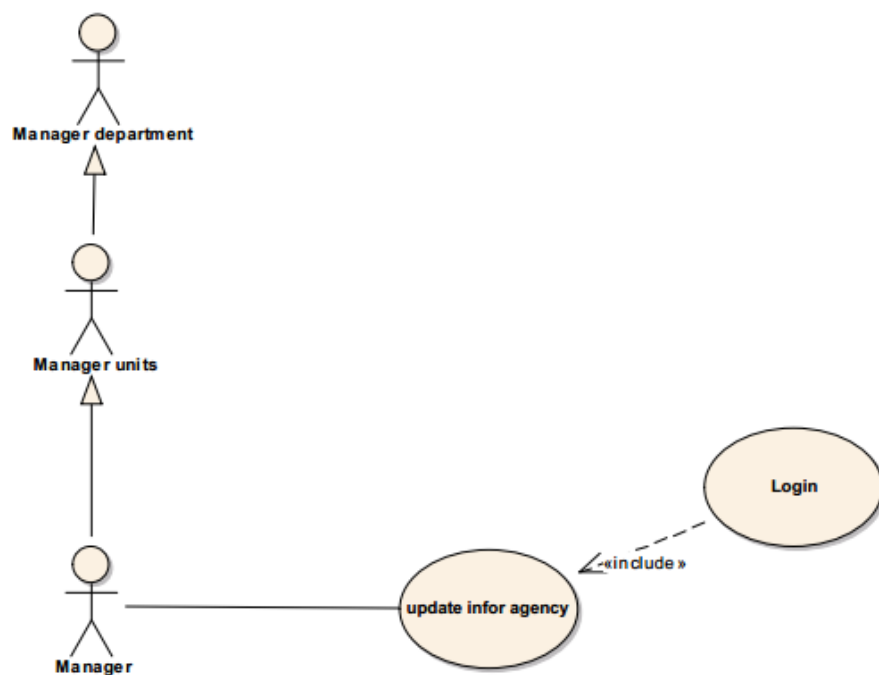 Manager department
Manager units
Login
«include»
update infor agency
Manager